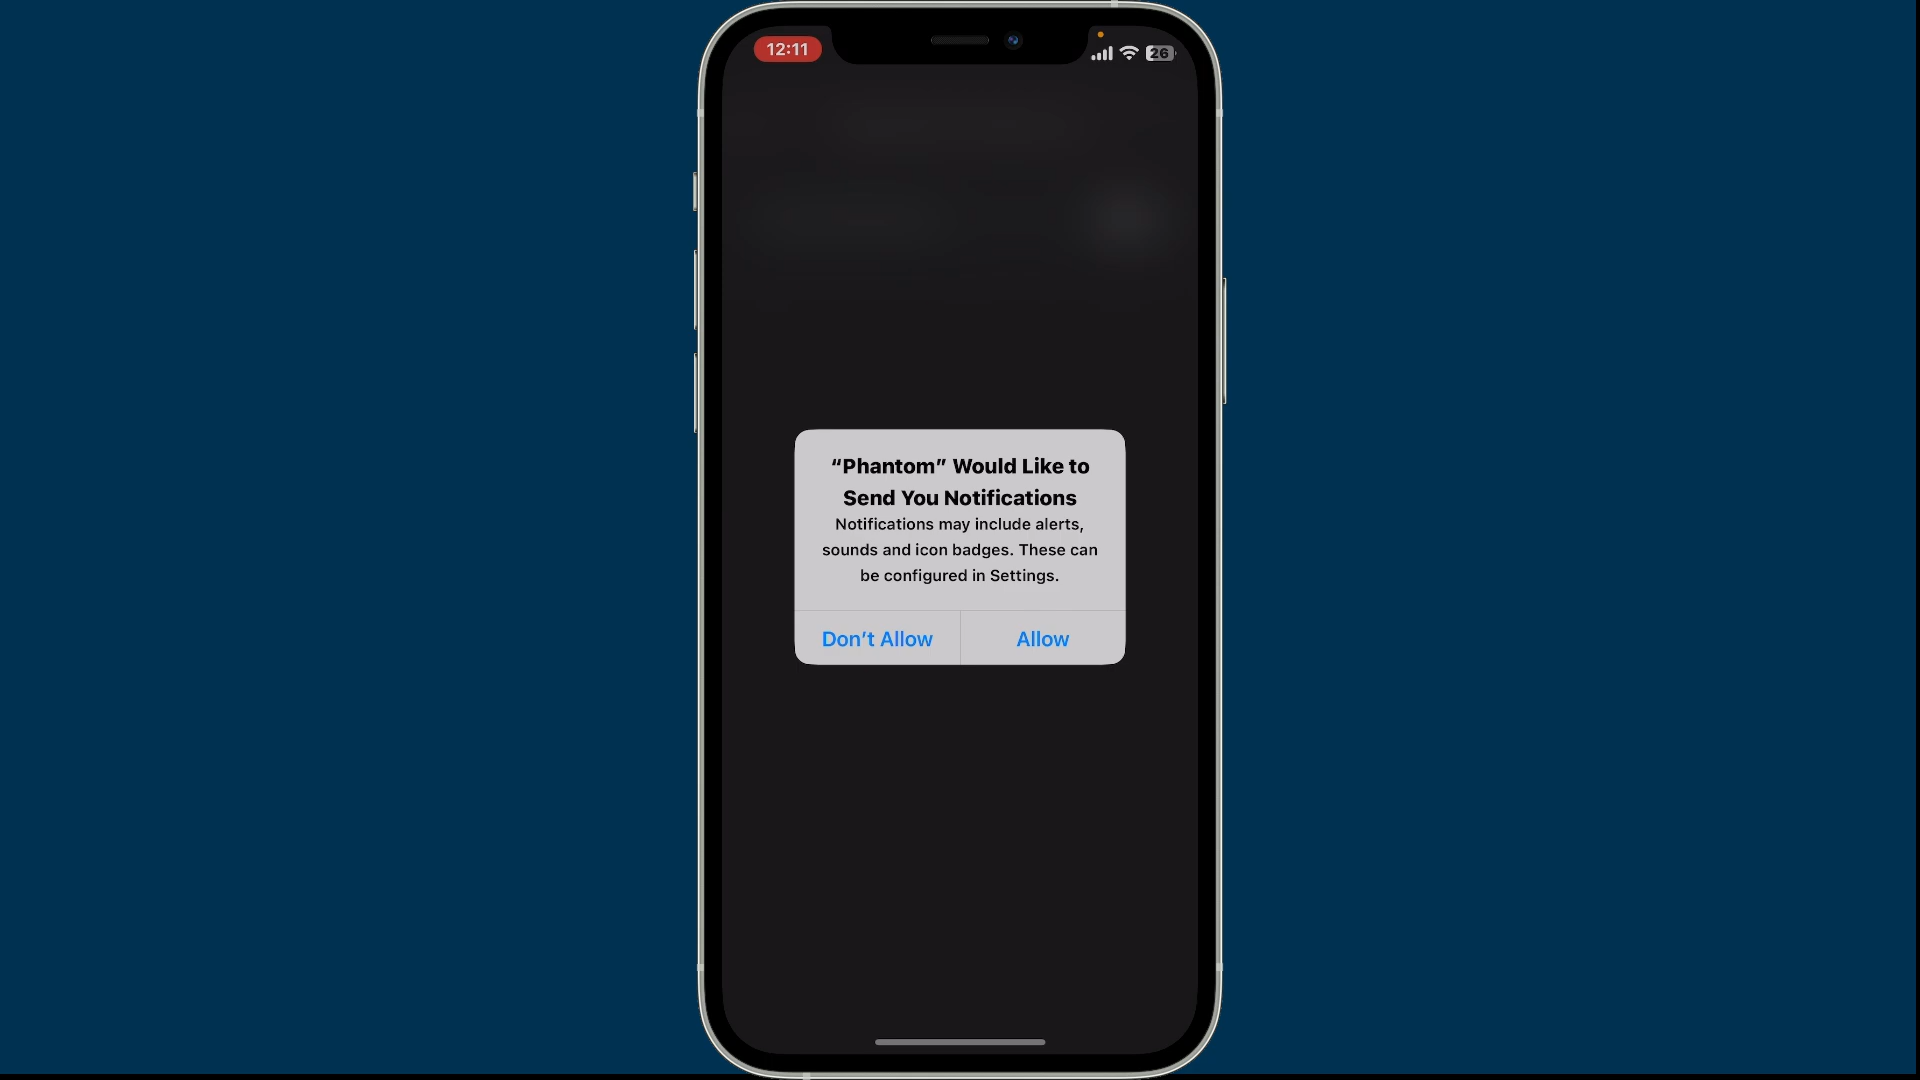 12:11
26
“Phantom” Would Like to
Send You Notifications
Notifications may include alerts,
sounds and icon badges. These can
be configured in Settings.
Don’t Allow
Allow